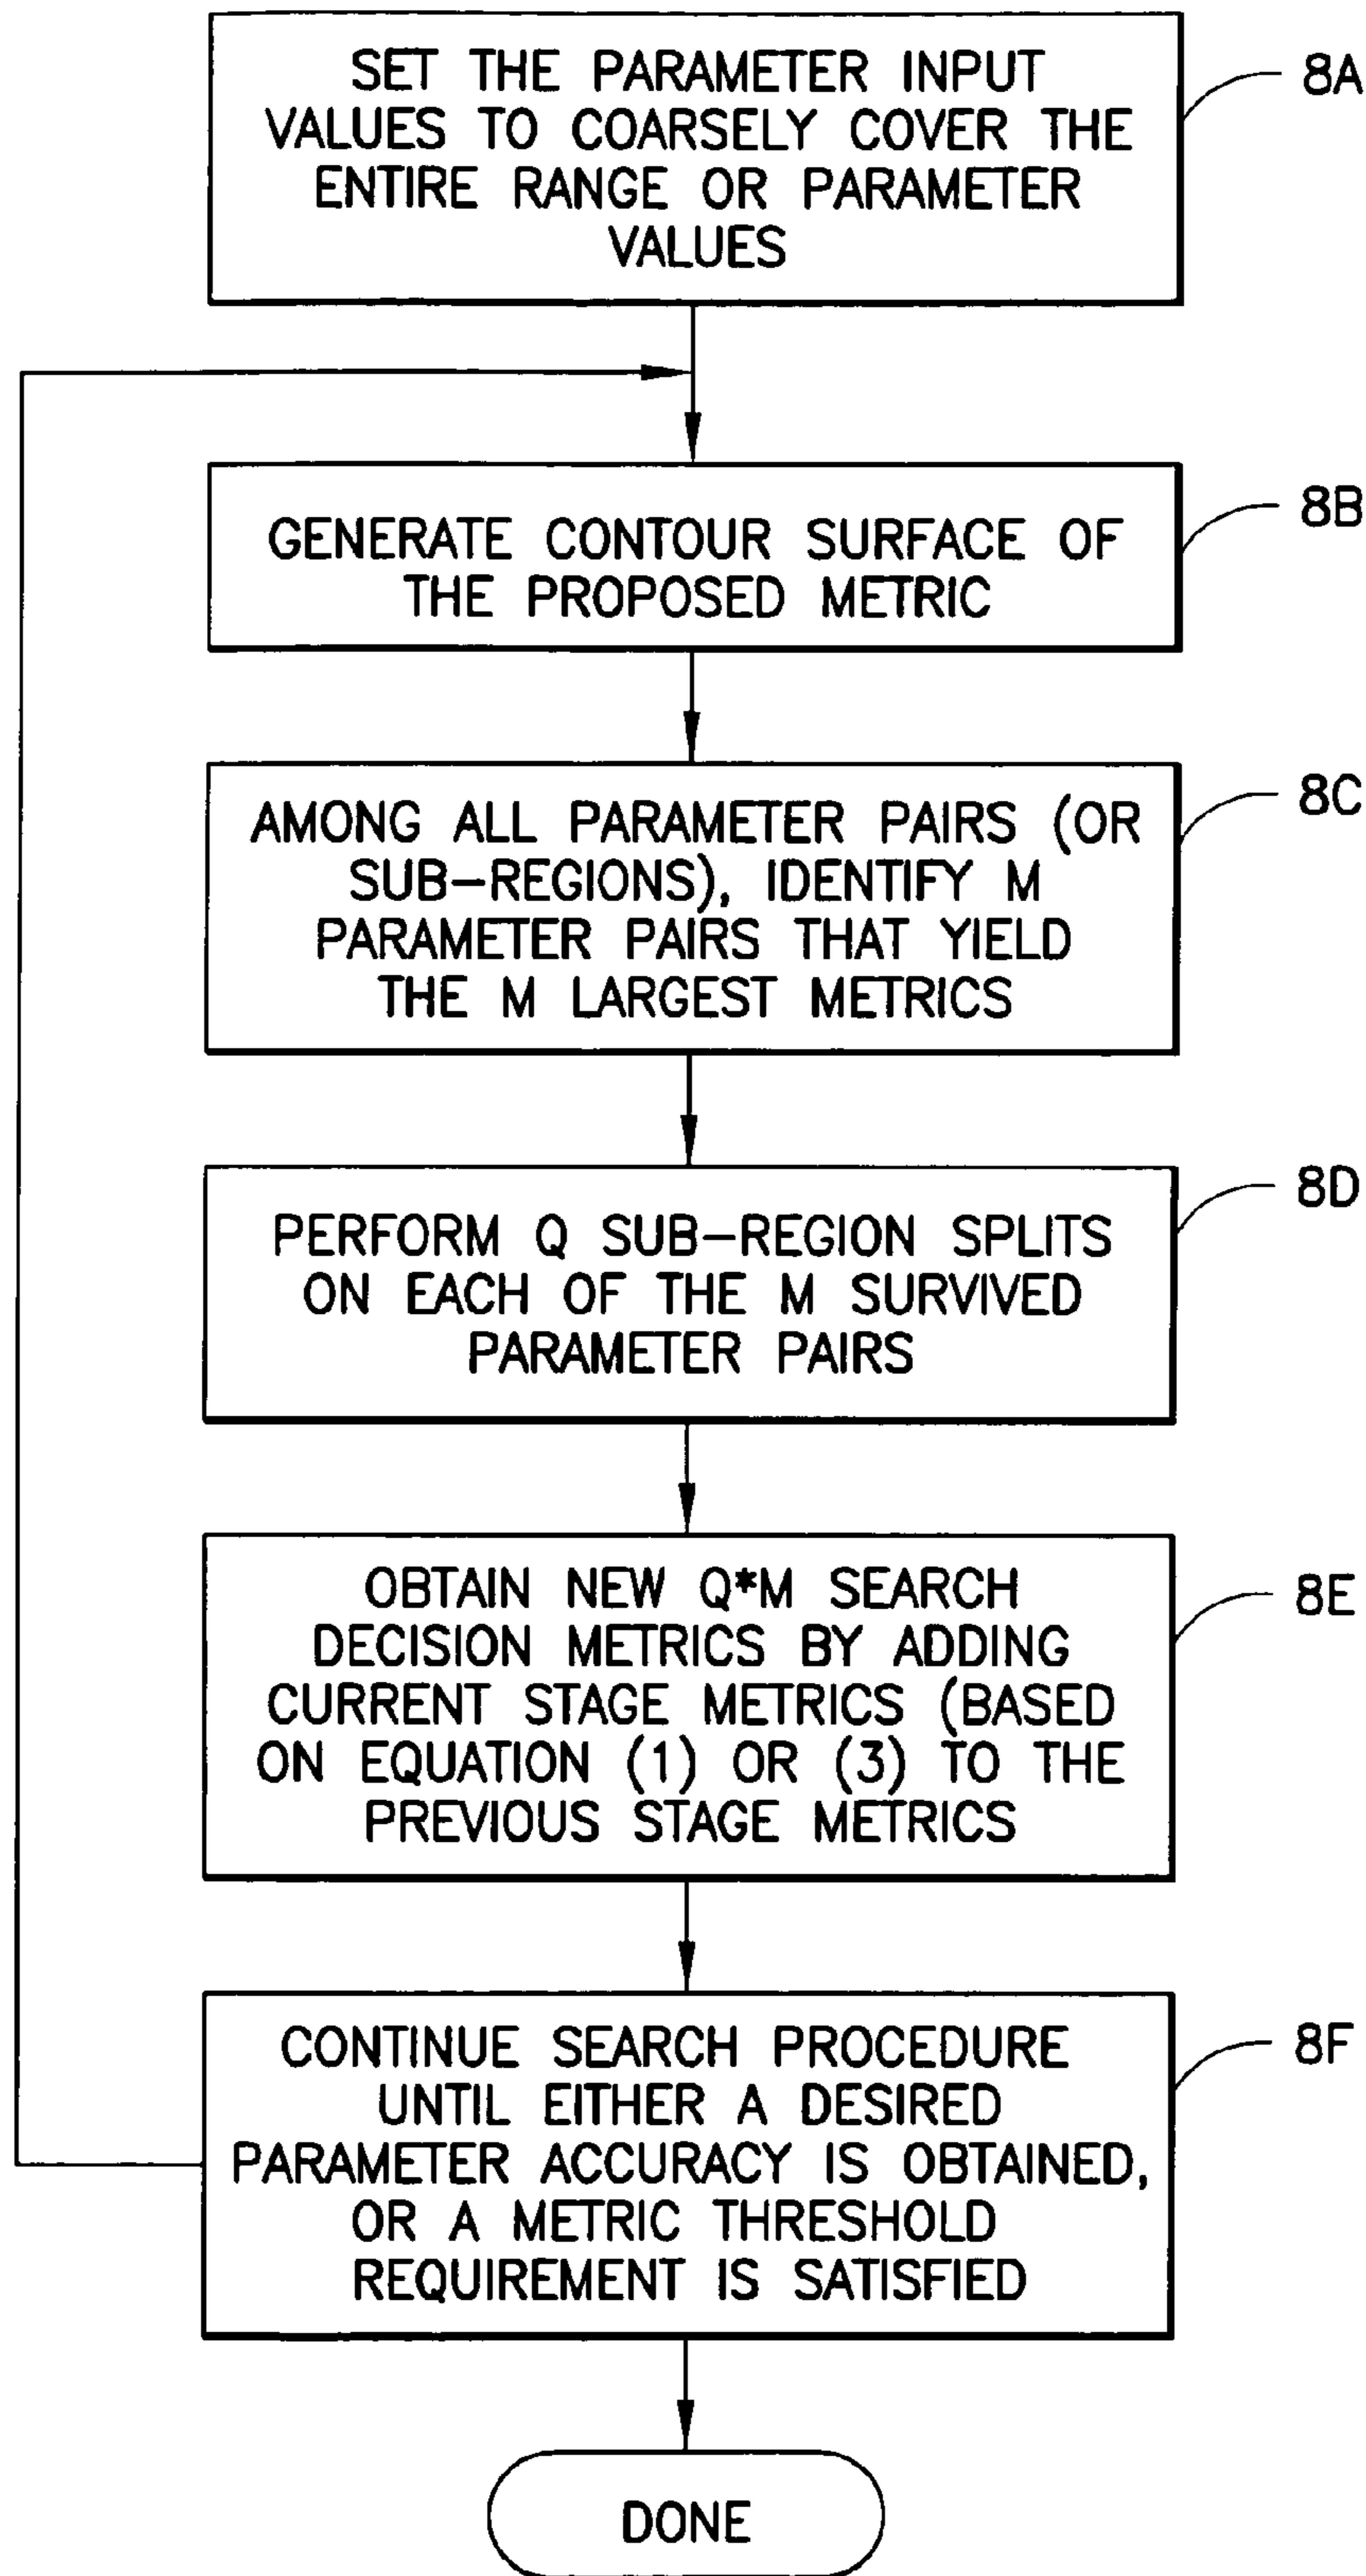 SET THE PARAMETER INPUT
VALUES TO COARSELY COVER THE
ENTIRE RANGE OR PARAMETER
VALUES
8A
GENERATE CONTOUR SURFACE OF
THE PROPOSED METRIC
8B
AMONG ALL PARAMETER PAIRS (OR
SUB-REGIONS), IDENTIFY M
PARAMETER PAIRS THAT YIELD
THE M LARGEST METRICS
8C
PERFORM Q SUB-REGION SPLITS
ON EACH OF THE M SURVIVED
PARAMETER PAIRS
8D
OBTAIN NEW Q*M SEARCH
DECISION METRICS BY ADDING
CURRENT STAGE METRICS (BASED
ON EQUATION (1) OR (3) TO THE
PREVIOUS STAGE METRICS
8E
CONTINUE SEARCH PROCEDURE
UNTIL EITHER A DESIRED
PARAMETER ACCURACY IS OBTAINED,
OR A METRIC THRESHOLD
REQUIREMENT IS SATISFIED
8F
DONE